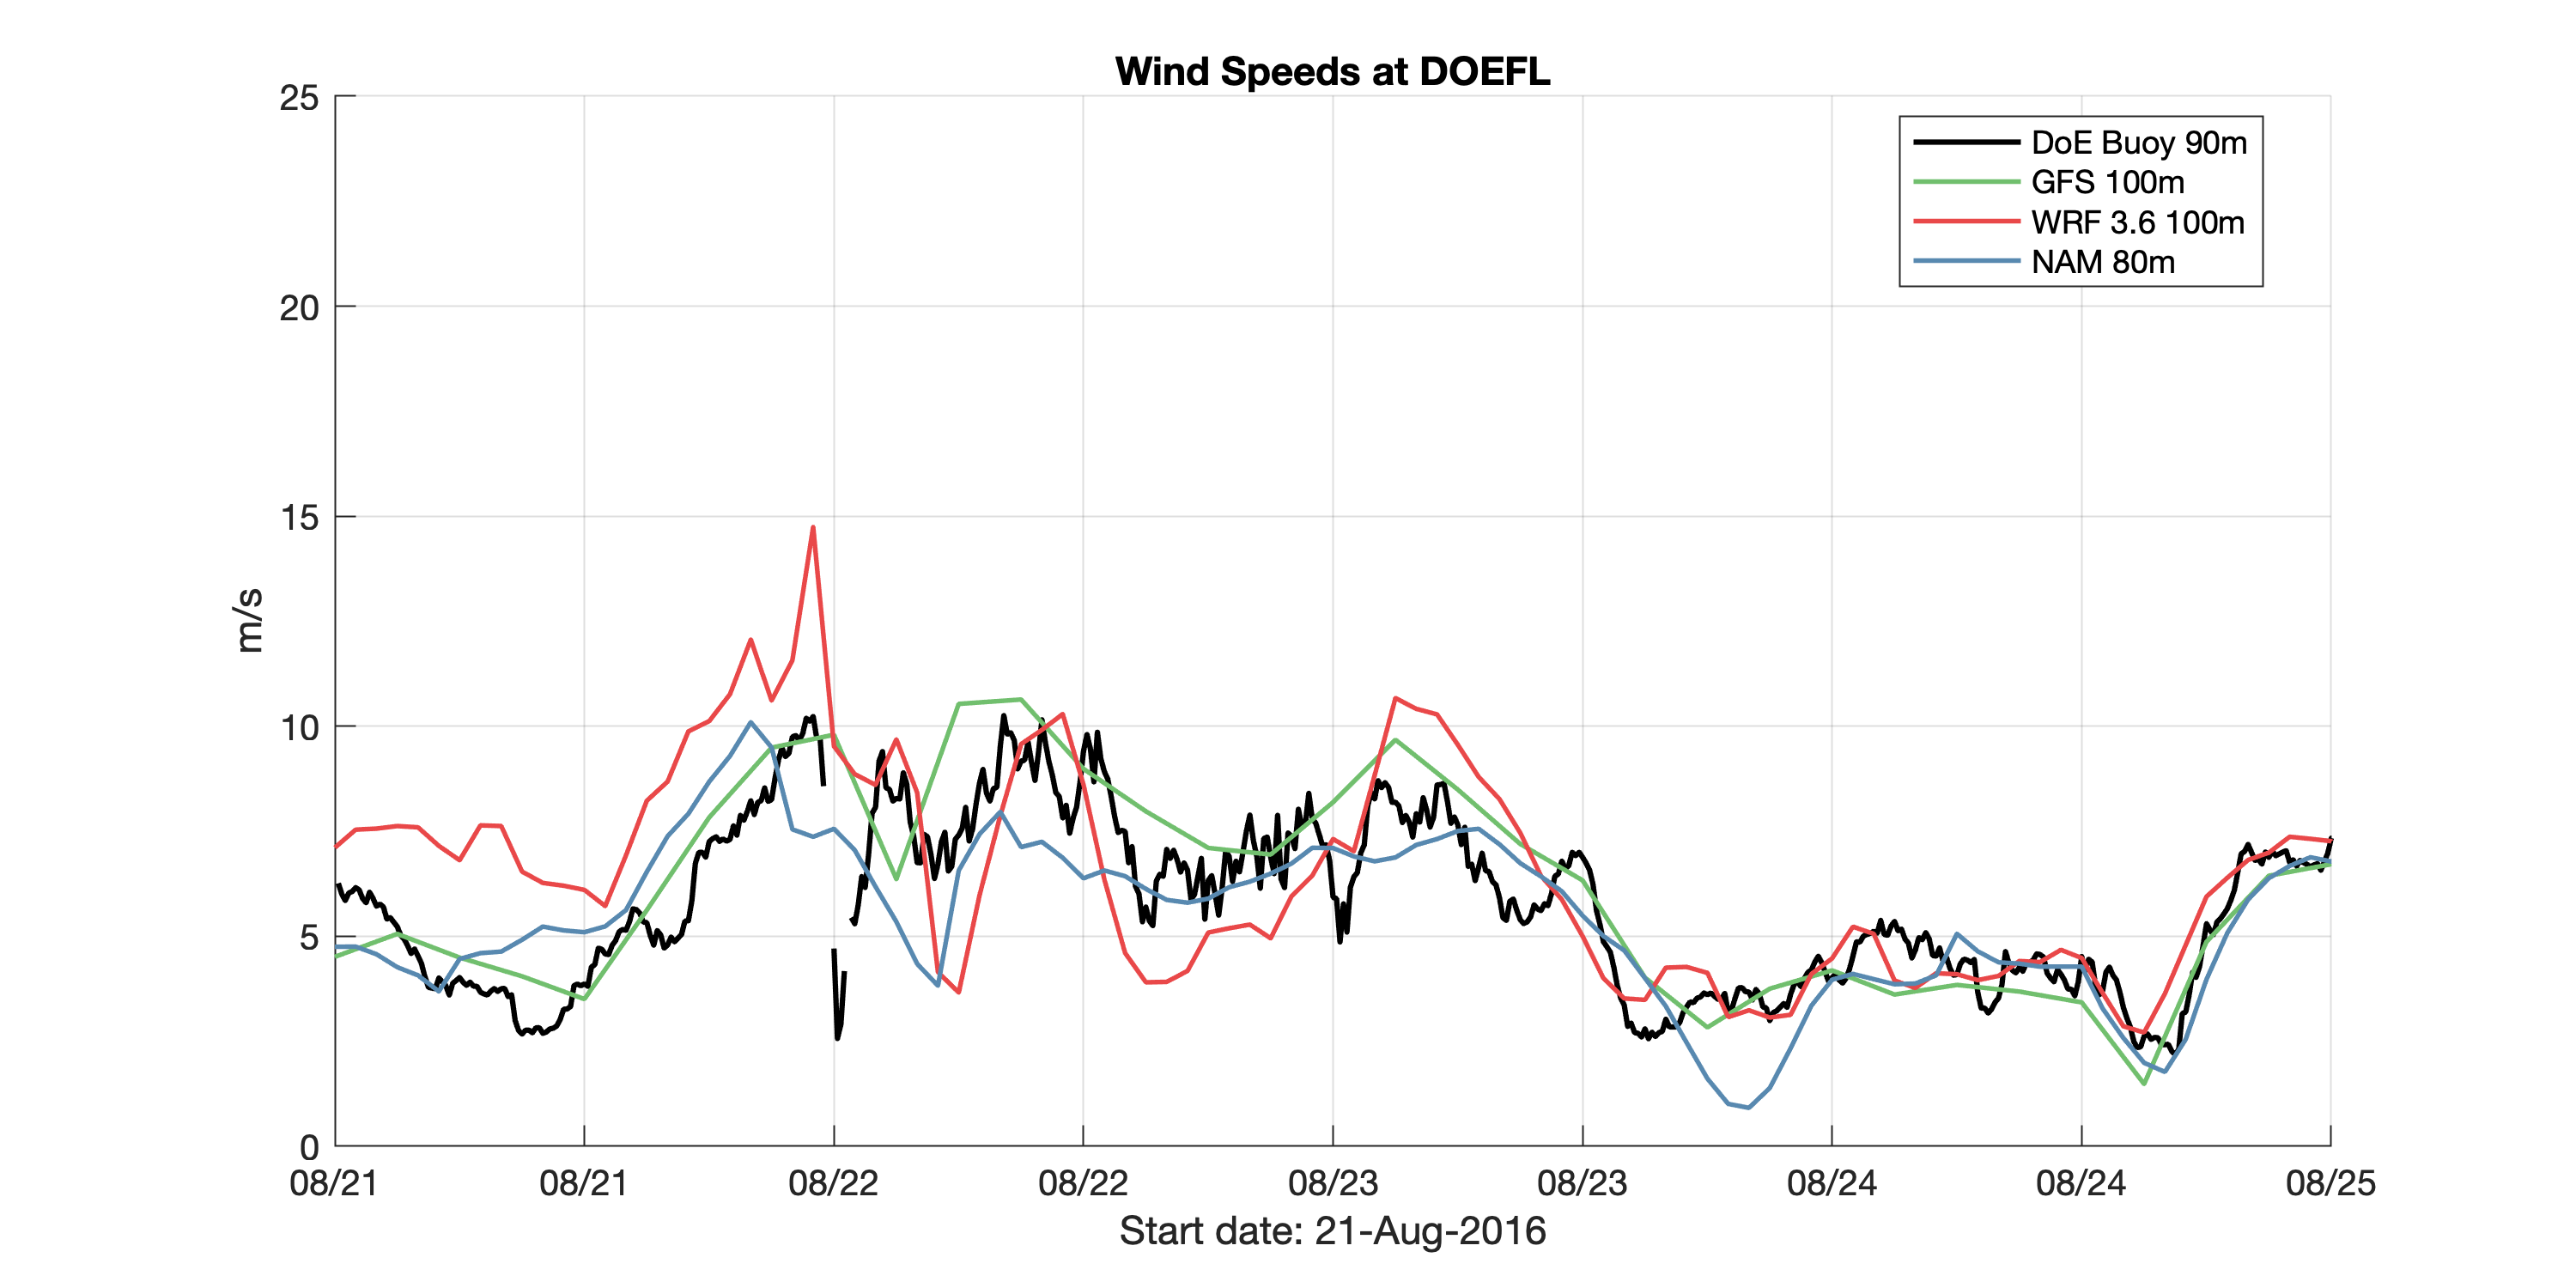 Wind Speeds at DOEFL
25
20
15
10
5
0
m/s
DoE Buoy 90m
GFS 100m
WRF 3.6 100m
NAM 80m
08/21 08/21 08/22 08/22 08/23 08/23 08/24 08/24 08/25
Start date: 21-Aug-2016